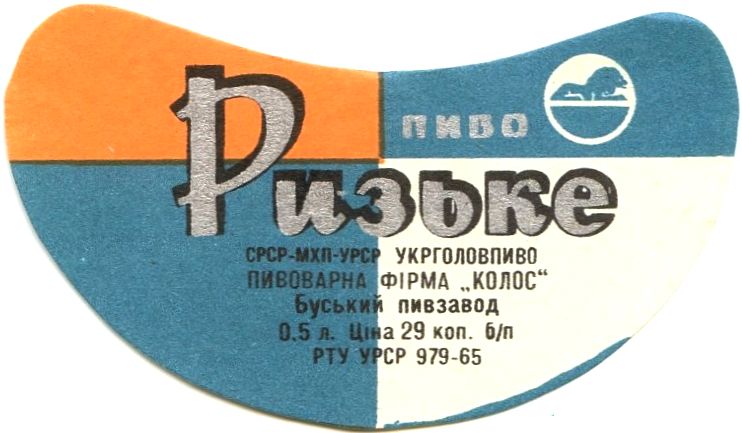 пиво
Ризьке
СРСР-МХП-УРСР УКРГОЛОВПИВО
ПИВОВАРНА ФІРМА „КОЛОС“
Буський пивзавод
0,5 л. Ціна 29 коп. б/п
РТУ УРСР 979-65